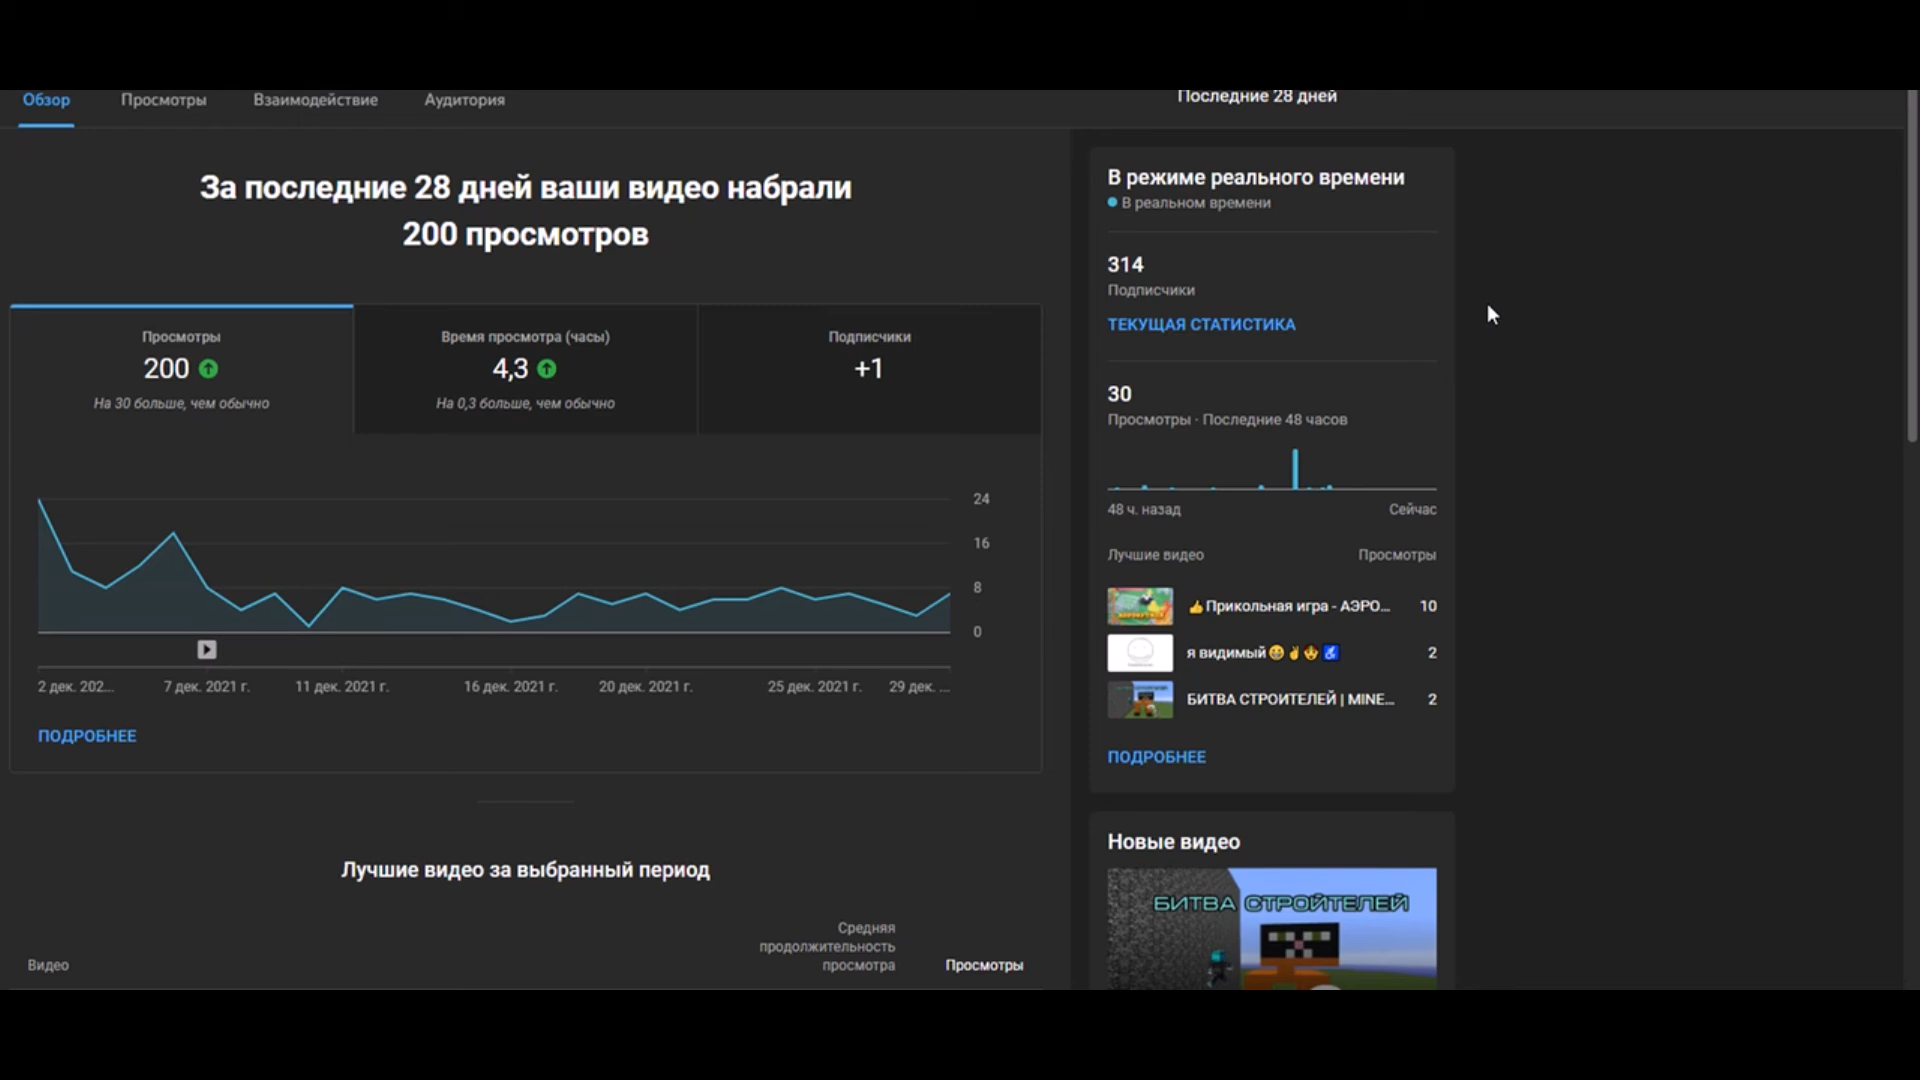 Обзор
Просмотры
Взаимодействие
Аудитория
Последние 28 дней
За последние 28 дней ваши видео набрали
200 просмотров
Просмотры
200
На 30 больше, чем обычно
Время просмотра (часы)
4,3
На 0,3 больше, чем обычно
Подписчики
+1
24
16
8
0
2 дек. 202...
7 дек. 2021 г.
11 дек. 2021 г.
16 дек. 2021 г.
20 дек. 2021 г.
25 дек. 2021 г.
29 дек. ...
ПОДРОБНЕЕ
Лучшие видео за выбранный период
Видео
Средняя
продолжительность
просмотра
Просмотры
В режиме реального времени
В реальном времени
314
Подписчики
ТЕКУЩАЯ СТАТИСТИКА
30
Просмотры · Последние 48 часов
48 ч. назад
Сейчас
Лучшие видео
Просмотры
👍Прикольная игра - АЭРО... 10
я видимый 2
БИТВА СТРОИТЕЛЕЙ | MINE... 2
ПОДРОБНЕЕ
Новые видео
БИТВА СТРОИТЕЛЕЙ